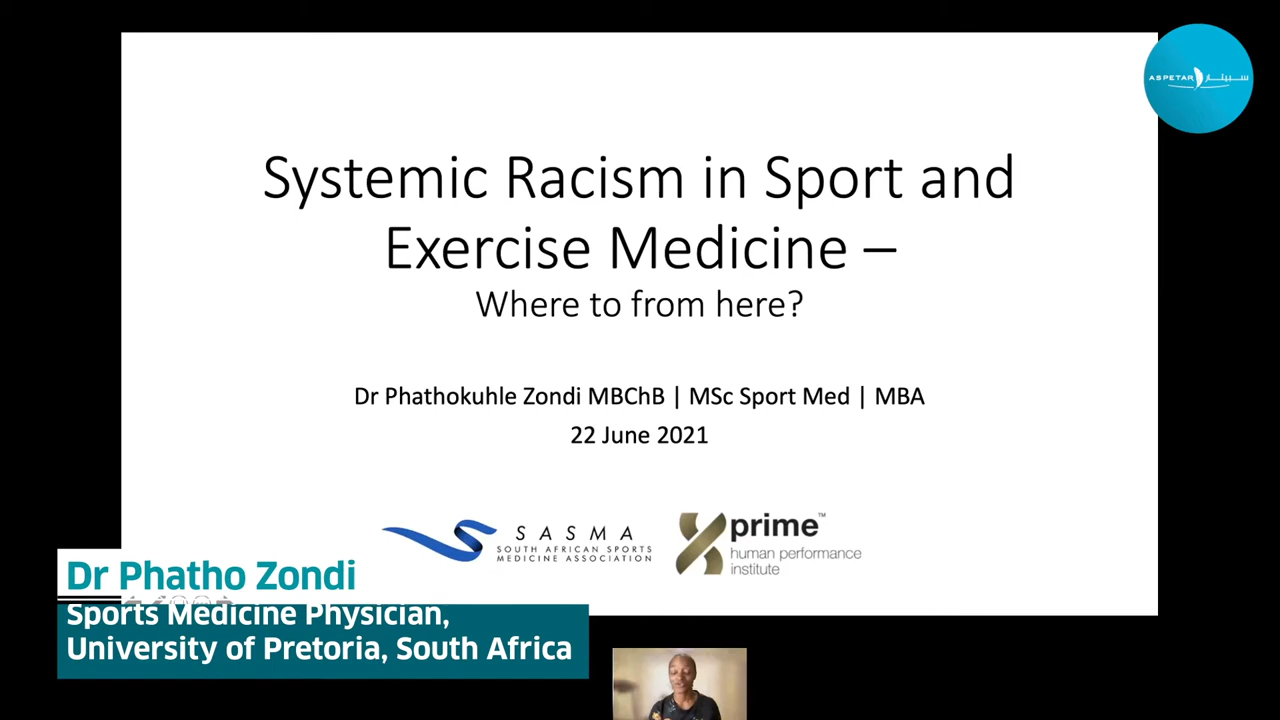 ASPETAR سبيتار
Systemic Racism in Sport and
Exercise Medicine –
Where to from here?
Dr Phathokuhle Zondi MBChB | MSc Sport Med | MBA
22 June 2021
SASMA
SOUTH AFRICAN SPORTS
MEDICINE ASSOCIATION
prime™
human performance
institute
Dr Phatho Zondi
Sports Medicine Physician,
University of Pretoria, South Africa